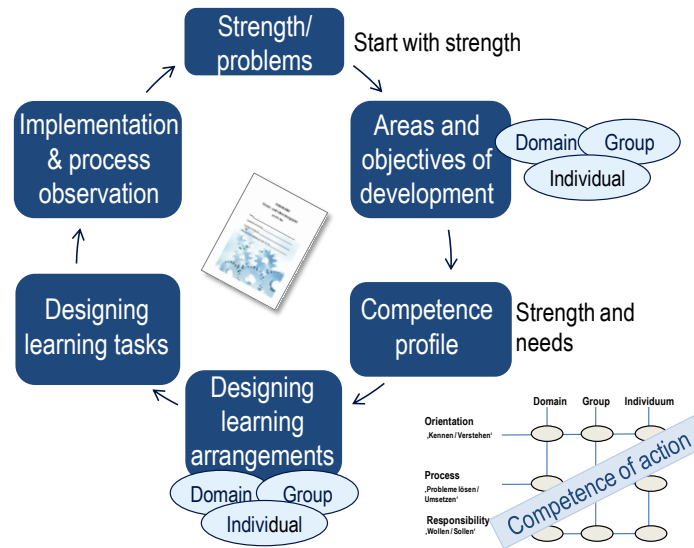 Strength/
problems
Start with strength
Implementation
& process
observation
Areas and
objectives of
development
Domain
Group
Individual
Designing
learning tasks
Competence
profile
Strength and
needs
Designing
learning
arrangements
Domain
Group
Individual
Domain
Group
Individuum
Orientation
‚Kennen / Verstehen‘
Process
‚Probleme lösen /
Umsetzen‘
Responsibility
‚Wollen / Sollen‘
Competence of action